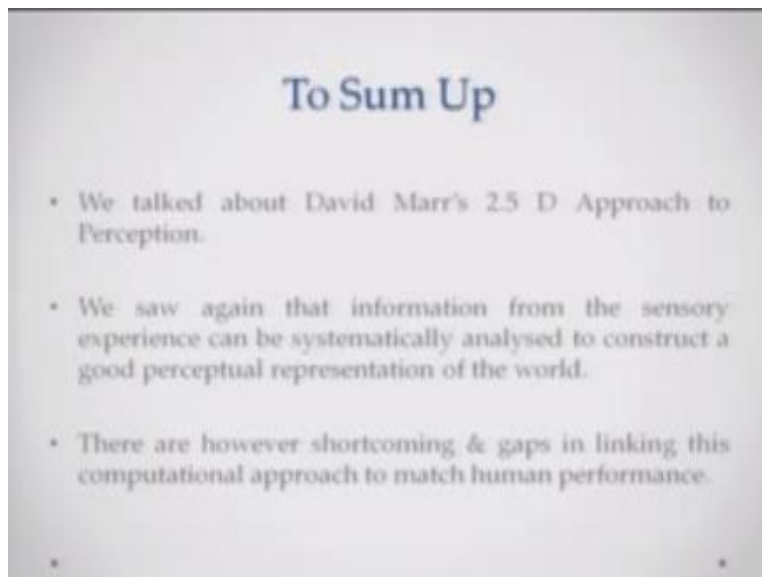 To Sum Up
• We talked about David Marr's 2.5 D Approach to
Perception.
• We saw again that information from the sensory
experience can be systematically analysed to construct a
good perceptual representation of the world.
• There are however shortcoming & gaps in linking this
computational approach to match human performance.